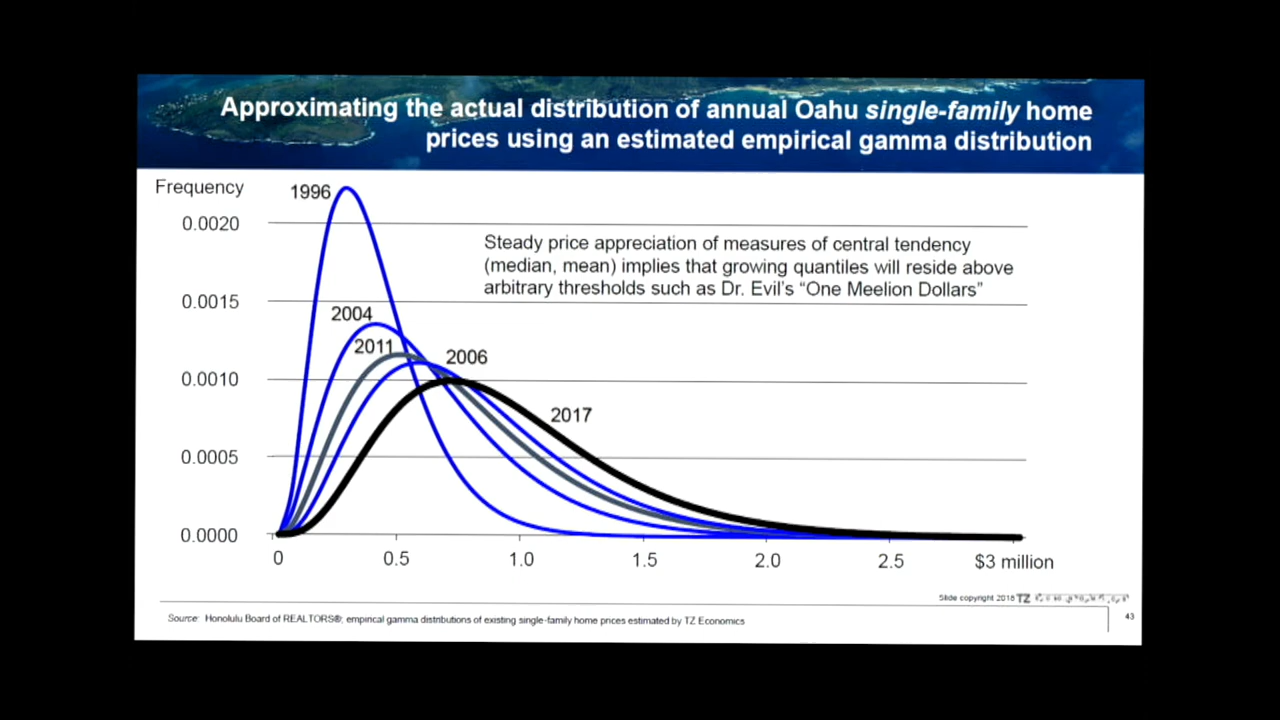 Approximating the actual distribution of annual Oahu single-family home
prices using an estimated empirical gamma distribution
Frequency
1996
0.0020
Steady price appreciation of measures of central tendency
(median, mean) implies that growing quantiles will reside above
arbitrary thresholds such as Dr. Evil's “One Meelion Dollars”
0.0015
2004
2011
2006
0.0010
2017
0.0005
0.0000
0
0.5
1.0
1.5
2.0
2.5
$3 million
Slide copyright 2018 TZ
Source: Honolulu Board of REALTORS®; empirical gamma distributions of existing single-family home prices estimated by TZ Economics
43